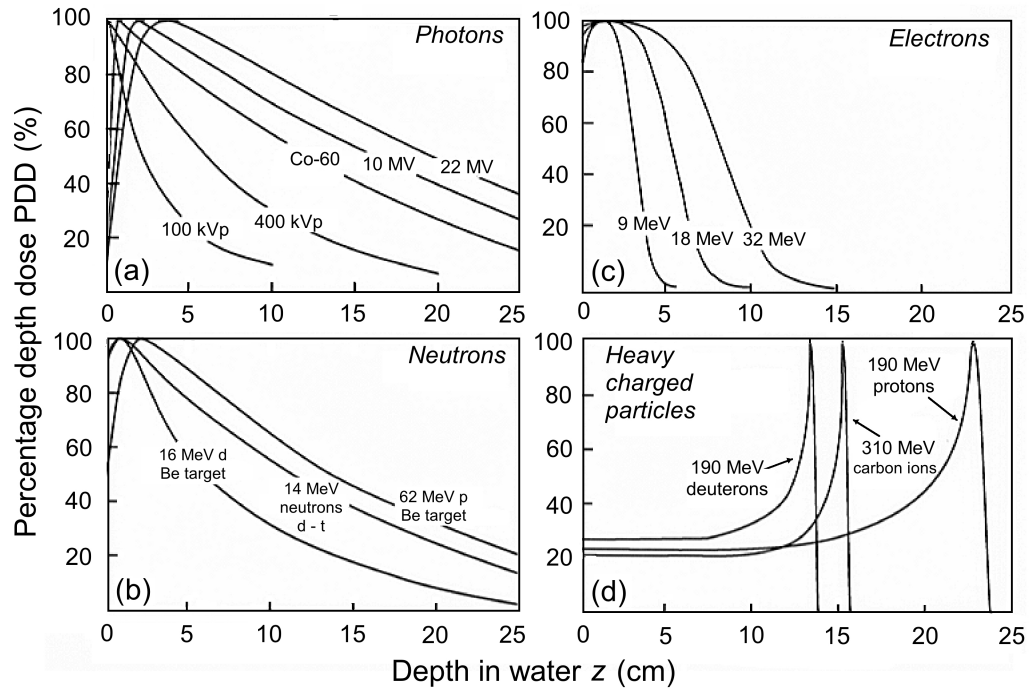 Percentage depth dose PDD (%)
100
80
60
40
20
Photons
Co-60
10 MV
22 MV
100 kVp
400 kVp
(a)
0
5
10
15
20
25
100
80
60
40
20
Electrons
9 MeV
18 MeV
32 MeV
(c)
0
5
10
15
20
25
100
80
60
40
20
Neutrons
16 MeV d
Be target
14 MeV
neutrons
d - t
62 MeV p
Be target
(b)
0
5
10
15
20
25
100
80
60
40
20
Heavy
charged
particles
190 MeV
protons
190 MeV
deuterons
310 MeV
carbon ions
(d)
0
5
10
15
20
25
Depth in water z (cm)